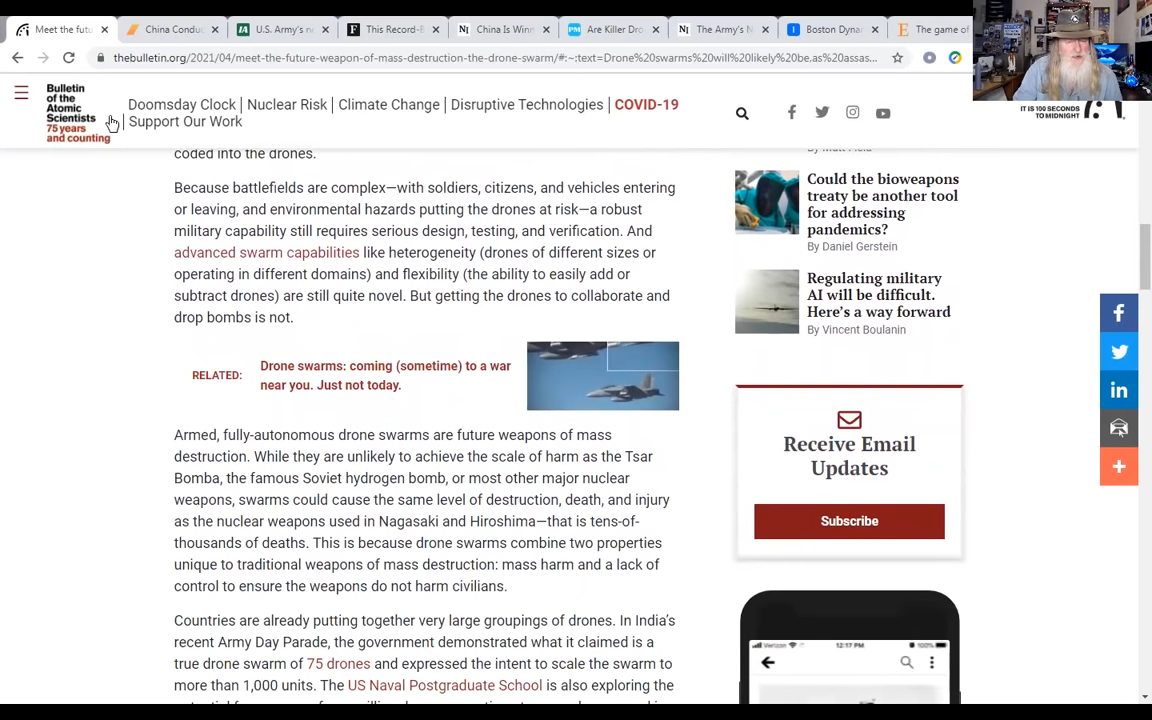 Meet the futu
China Condu
U.S. Army's n
This Record-B
China Is Winn
Are Killer Dro
The Army's N
Boston Dyna
The game of
thebulletin.org/2021/04/meet-the-future-weapon-of-mass-destruction-the-drone-swarm/#:~:text=Drone%20swarms%20will%20likely%20be,as%20assas...
Bulletin
of the
Atomic
Scientists
75 years
and counting
Doomsday Clock | Nuclear Risk | Climate Change | Disruptive Technologies | COVID-19
| Support Our Work
IT IS 100 SECONDS
TO MIDNIGHT
coded into the drones.
Because battlefields are complex—with soldiers, citizens, and vehicles entering
or leaving, and environmental hazards putting the drones at risk—a robust
military capability still requires serious design, testing, and verification. And
advanced swarm capabilities like heterogeneity (drones of different sizes or
operating in different domains) and flexibility (the ability to easily add or
subtract drones) are still quite novel. But getting the drones to collaborate and
drop bombs is not.
RELATED:
Drone swarms: coming (sometime) to a war
near you. Just not today.
Armed, fully-autonomous drone swarms are future weapons of mass
destruction. While they are unlikely to achieve the scale of harm as the Tsar
Bomba, the famous Soviet hydrogen bomb, or most other major nuclear
weapons, swarms could cause the same level of destruction, death, and injury
as the nuclear weapons used in Nagasaki and Hiroshima—that is tens-of-
thousands of deaths. This is because drone swarms combine two properties
unique to traditional weapons of mass destruction: mass harm and a lack of
control to ensure the weapons do not harm civilians.
Countries are already putting together very large groupings of drones. In India's
recent Army Day Parade, the government demonstrated what it claimed is a
true drone swarm of 75 drones and expressed the intent to scale the swarm to
more than 1,000 units. The US Naval Postgraduate School is also exploring the
Could the bioweapons
treaty be another tool
for addressing
pandemics?
By Daniel Gerstein
Regulating military
AI will be difficult.
Here's a way forward
By Vincent Boulanin
Receive Email
Updates
Subscribe
Verizon
12:17 PM
100%